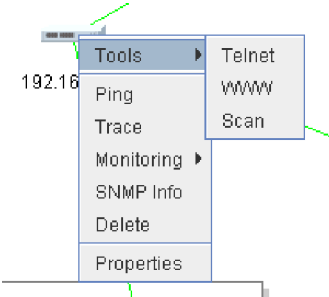 Tools
Telnet
192.16
WWW
Ping
Scan
Trace
Monitoring
SNMP Info
Delete
Properties